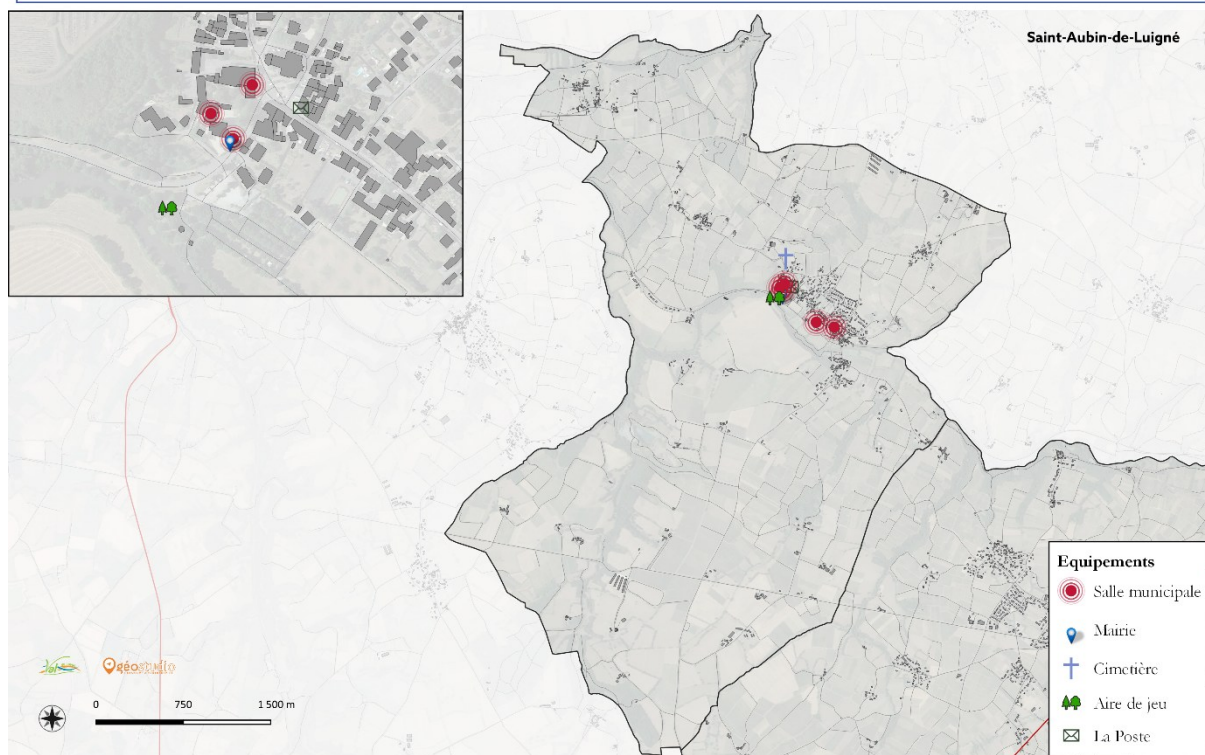 Saint-Aubin-de-Luigné
Equipements
Salle municipale
Mairie
Cimetière
Aire de jeu
La Poste
géostudio
0 750 1 500 m